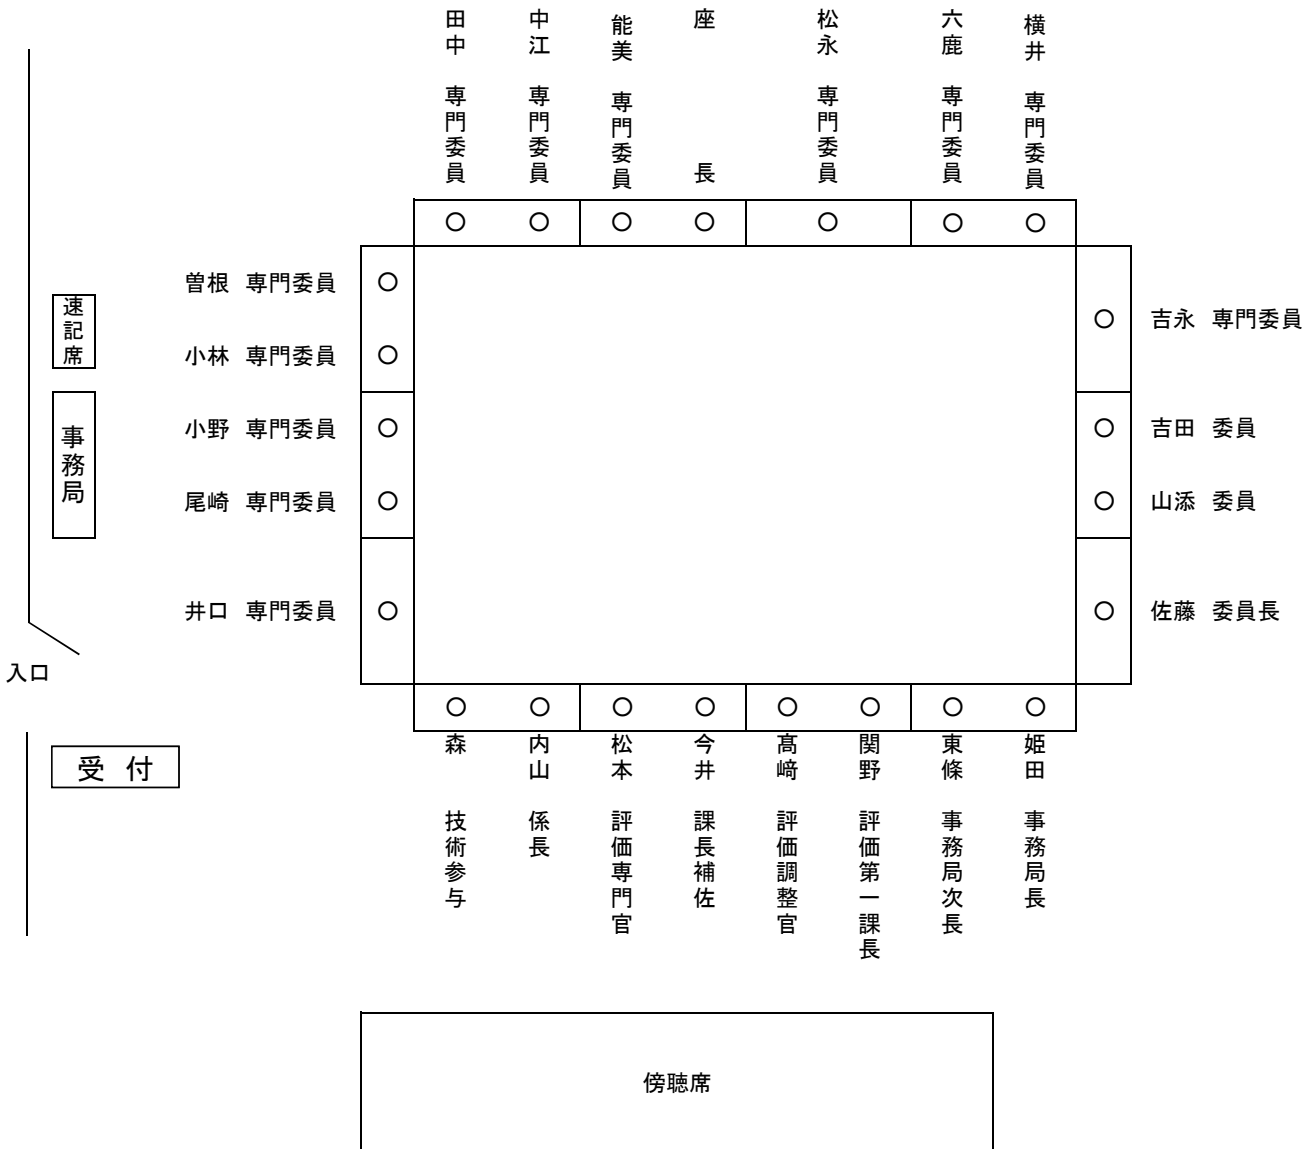 田中 専門委員
中江 専門委員
能美 専門委員
座 長
松永 専門委員
六鹿 専門委員
横井 専門委員
曽根 専門委員
小林 専門委員
小野 専門委員
尾崎 専門委員
井口 専門委員
速記席
事務局
吉永 専門委員
吉田 委員
山添 委員
佐藤 委員長
入口
受 付
森 技術参与
内山 係長
松本 評価専門官
今井 課長補佐
髙﨑 評価調整官
関野 評価第一課長
東條 事務局次長
姫田 事務局長
傍聴席